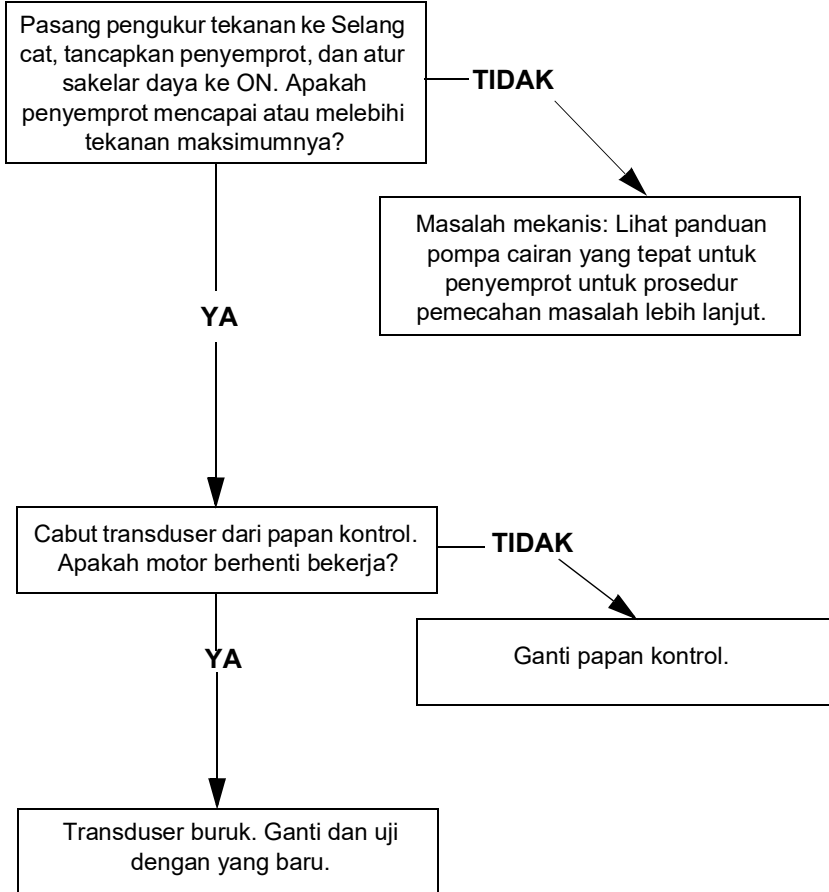 Pasang pengukur tekanan ke Selang
cat, tancapkan penyemprot, dan atur
sakelar daya ke ON. Apakah
penyemprot mencapai atau melebihi
tekanan maksimumnya?
TIDAK
Masalah mekanis: Lihat panduan
pompa cairan yang tepat untuk
penyemprot untuk prosedur
pemecahan masalah lebih lanjut.
YA
Cabut transduser dari papan kontrol.
Apakah motor berhenti bekerja?
TIDAK
Ganti papan kontrol.
YA
Transduser buruk. Ganti dan uji
dengan yang baru.